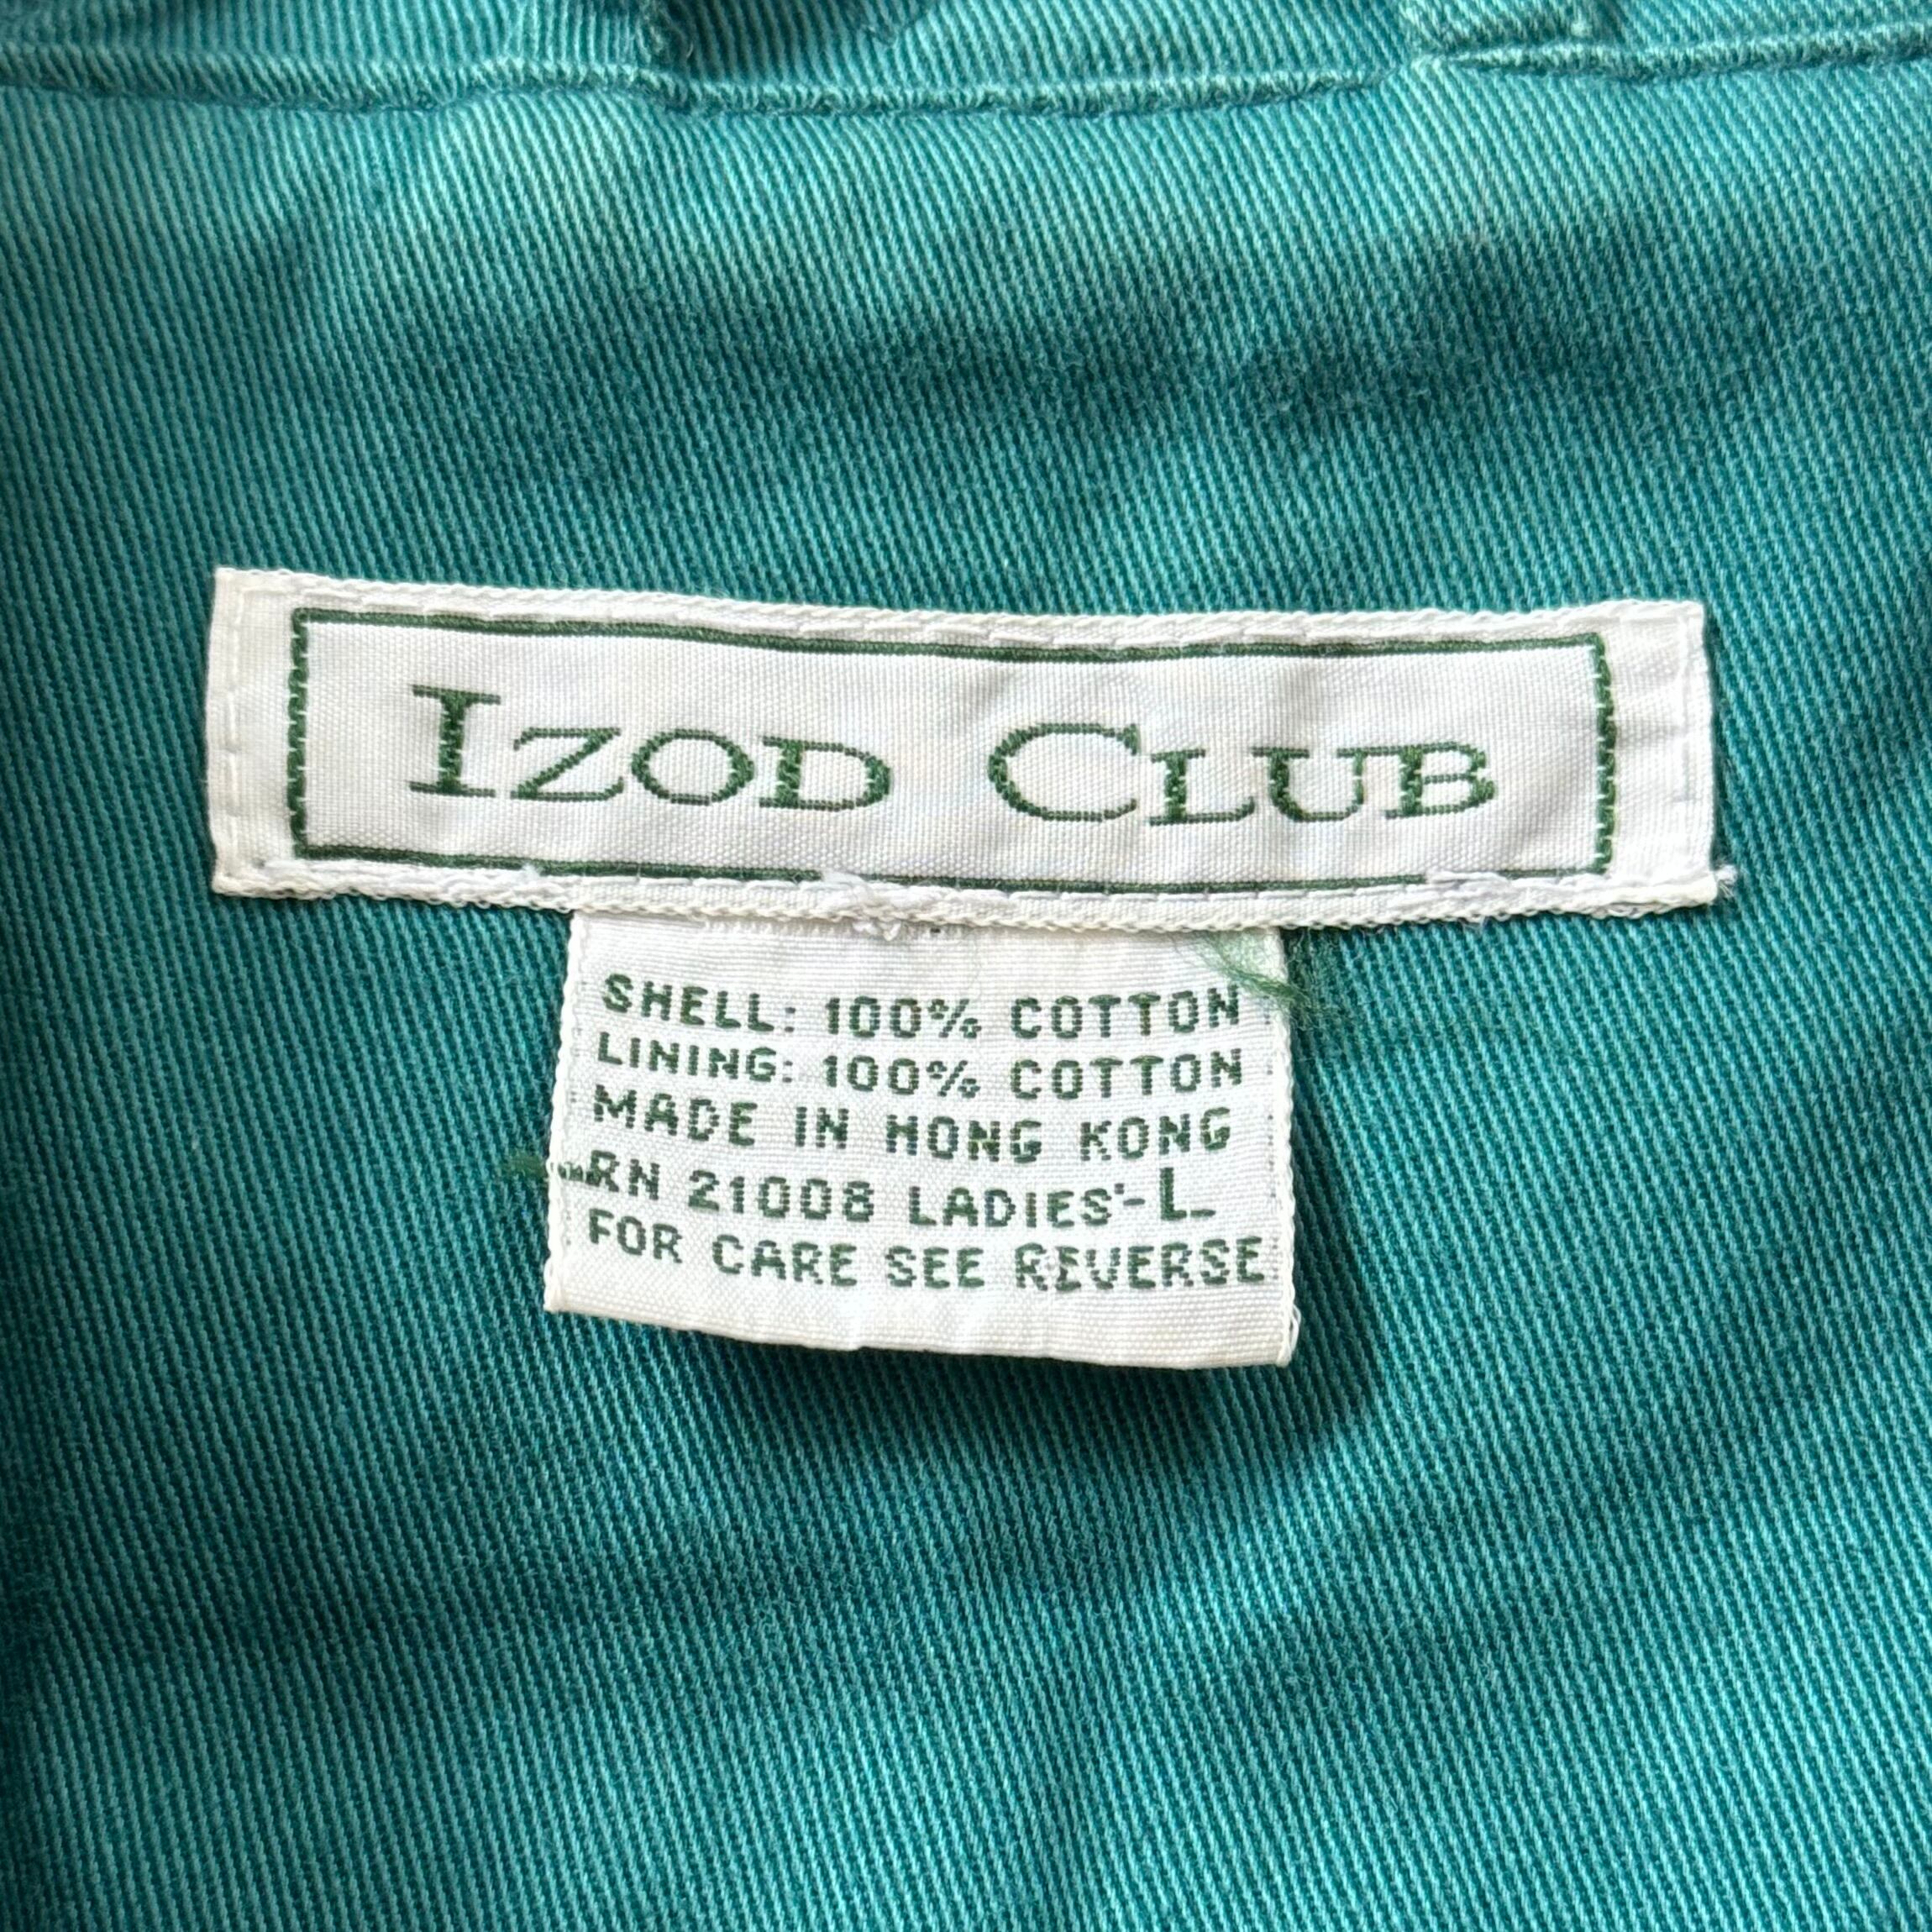 IZOD CLUB
SHELL: 100% COTTON
LINING: 100% COTTON
MADE IN HONG KONG
RN 21008 LADIES'-L
FOR CARE SEE REVERSE